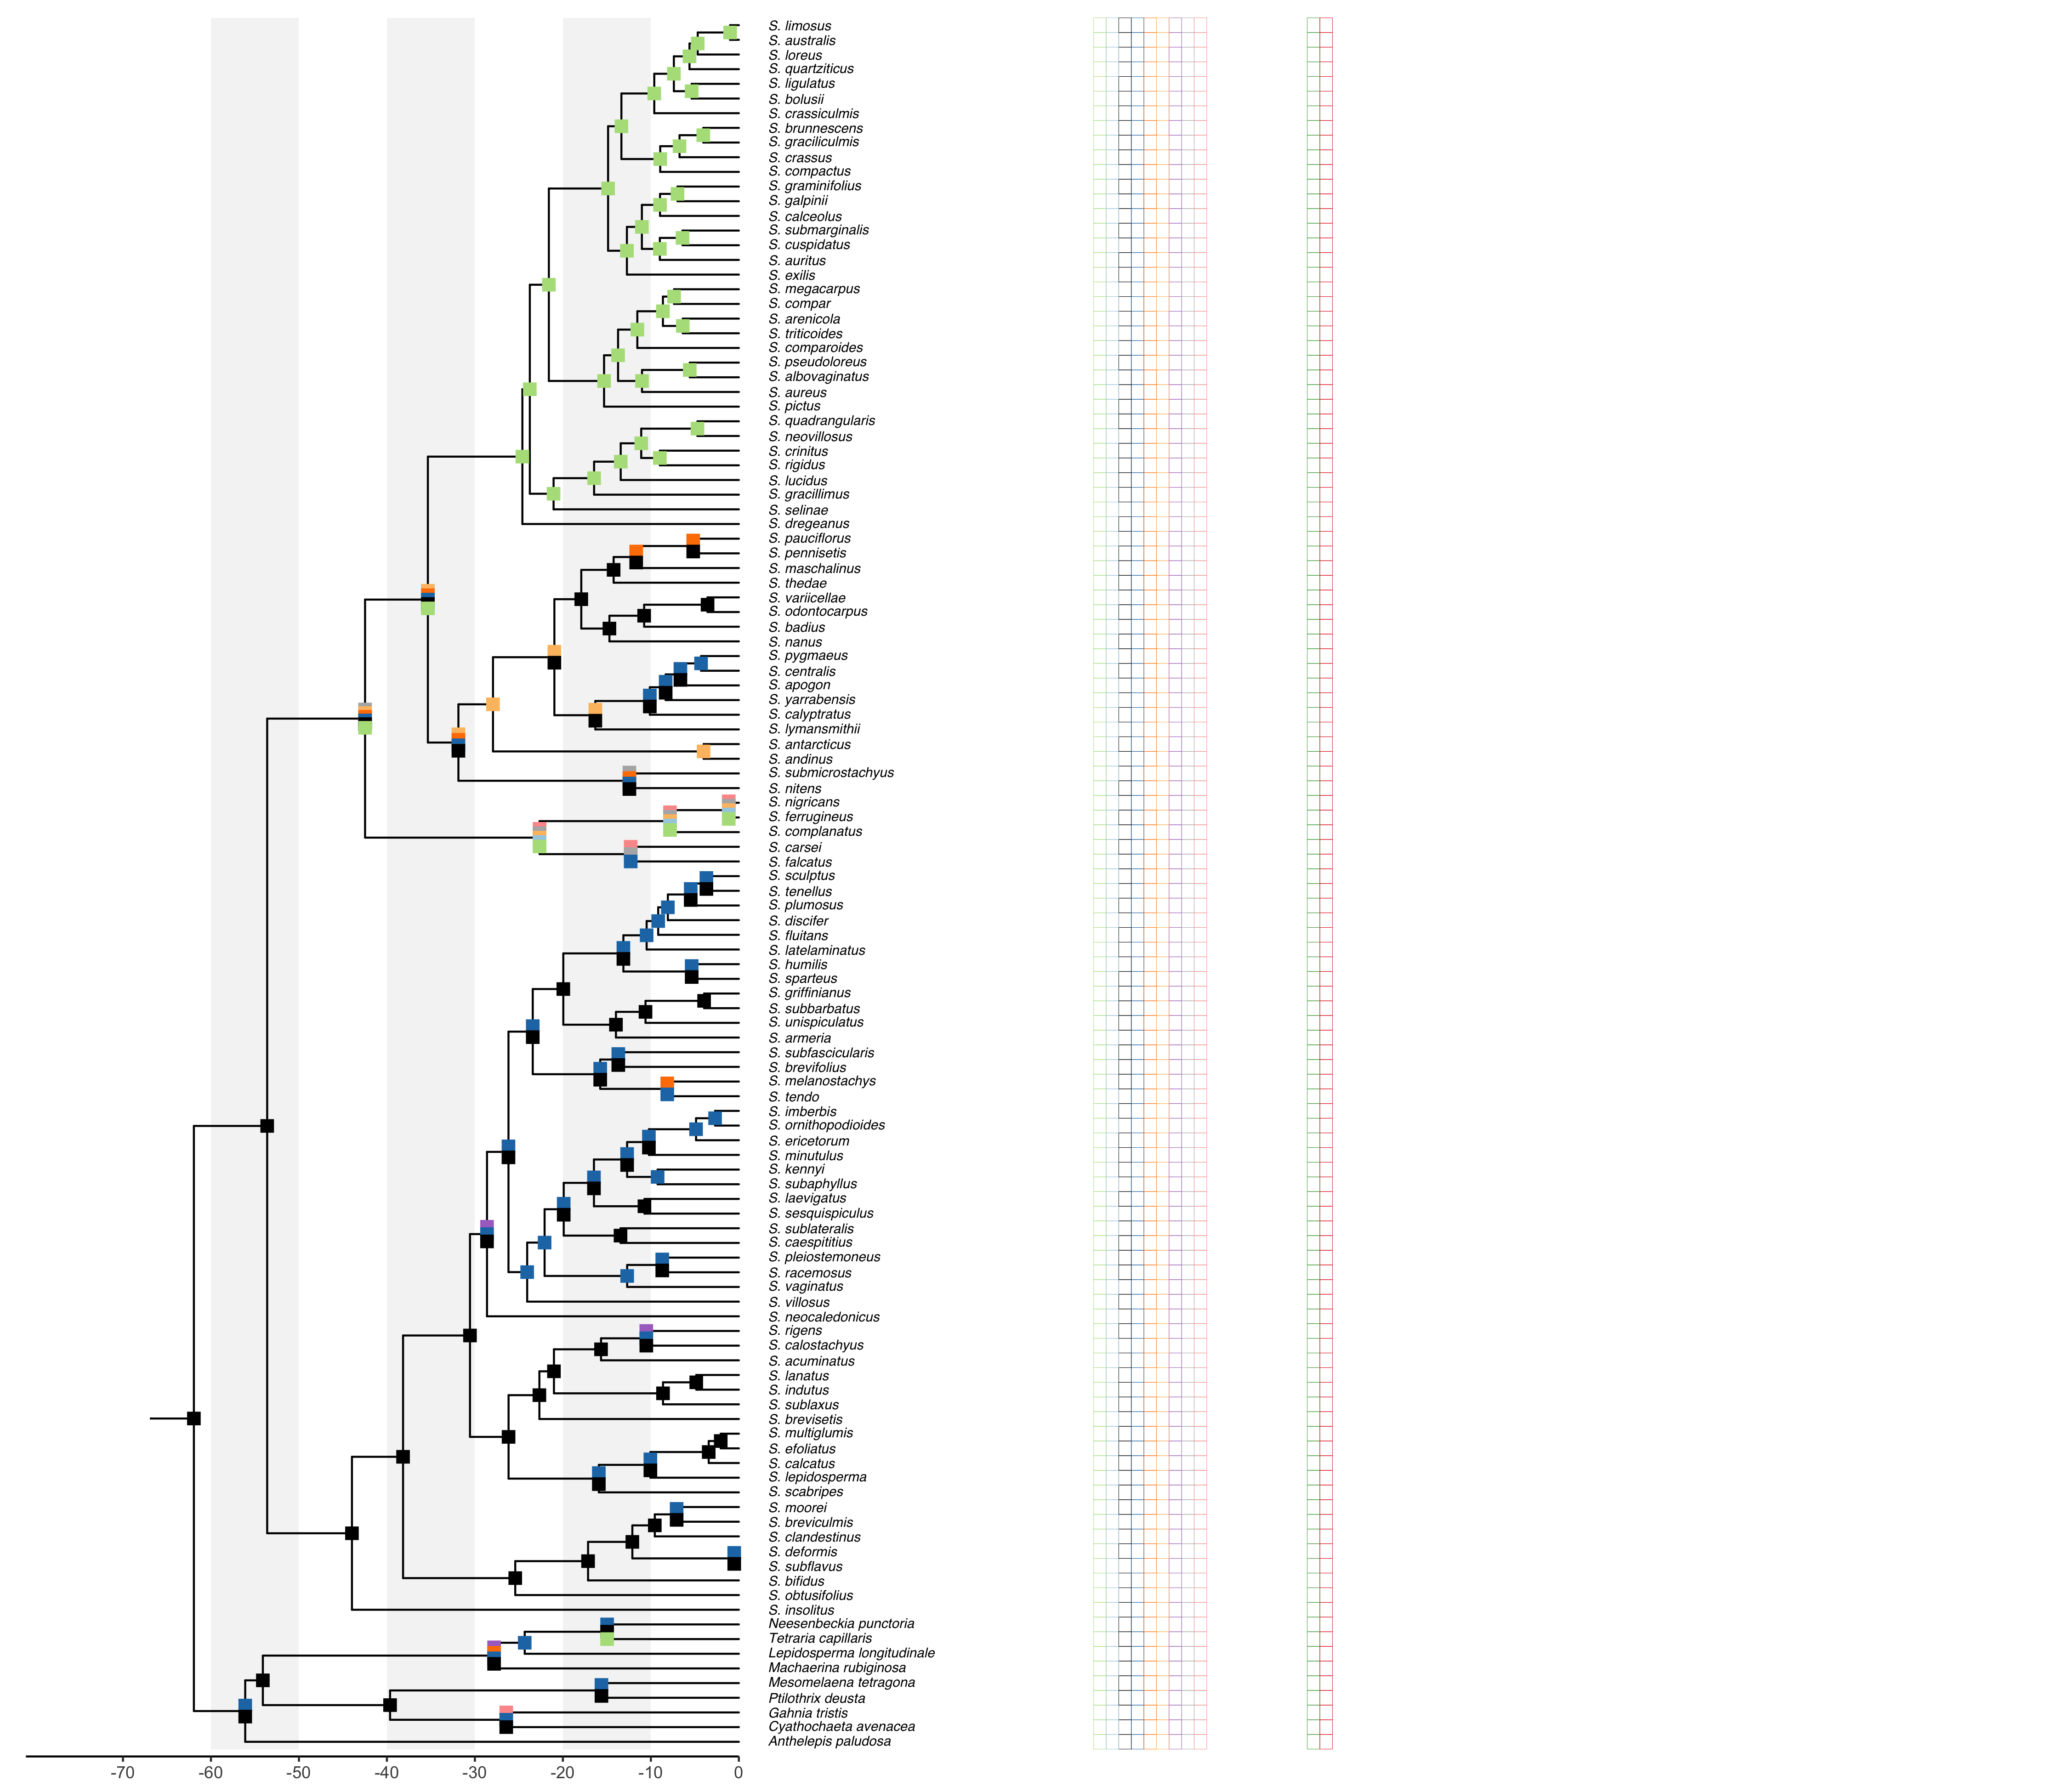 S. limosus
S. australis
S. loreus
S. quartziticus
S. ligulatus
S. bolusii
S. crassiculmis
S. brunnescens
S. graciliculmis
S. crassus
S. compactus
S. graminifolius
S. galpinii
S. calceolus
S. submarginalis
S. cuspidatus
S. auritus
S. exilis
S. megacarpus
S. compar
S. arenicola
S. triticoides
S. comparoides
S. pseudoloreus
S. albovaginatus
S. aureus
S. pictus
S. quadrangularis
S. neovillosus
S. crinitus
S. rigidus
S. lucidus
S. gracillimus
S. selinae
S. dregeanus
S. pauciflorus
S. pennisetis
S. maschalinus
S. thedae
S. variicellae
S. odontocarpus
S. badius
S. nanus
S. pygmaeus
S. centralis
S. apogon
S. yarrabensis
S. calyptratus
S. lymansmithii
S. antarcticus
S. andinus
S. submicrostachyus
S. nitens
S. nigricans
S. ferrugineus
S. complanatus
S. carsei
S. falcatus
S. sculptus
S. tenellus
S. plumosus
S. discifer
S. fluitans
S. latelaminatus
S. humilis
S. sparteus
S. griffinianus
S. subbarbatus
S. unispiculatus
S. armeria
S. subfascicularis
S. brevifolius
S. melanostachys
S. tendo
S. imberbis
S. ornithopodioides
S. ericetorum
S. minutulus
S. kennyi
S. subaphyllus
S. laevigatus
S. sesquispiculus
S. sublateralis
S. caespititius
S. pleiostemoneus
S. racemosus
S. vaginatus
S. villosus
S. neocaledonicus
S. rigens
S. calostachyus
S. acuminatus
S. lanatus
S. indutus
S. sublaxus
S. brevisetis
S. multiglumis
S. efoliatus
S. calcatus
S. lepidosperma
S. scabripes
S. moorei
S. breviculmis
S. clandestinus
S. deformis
S. subflavus
S. bifidus
S. obtusifolius
S. insolitus
Neesenbeckia punctoria
Tetraria capillaris
Lepidosperma longitudinale
Machaerina rubiginosa
Mesomelaena tetragona
Ptilothrix deusta
Gahnia tristis
Cyathochaeta avenacea
Anthelepis paludosa
-70 -60 -50 -40 -30 -20 -10 0